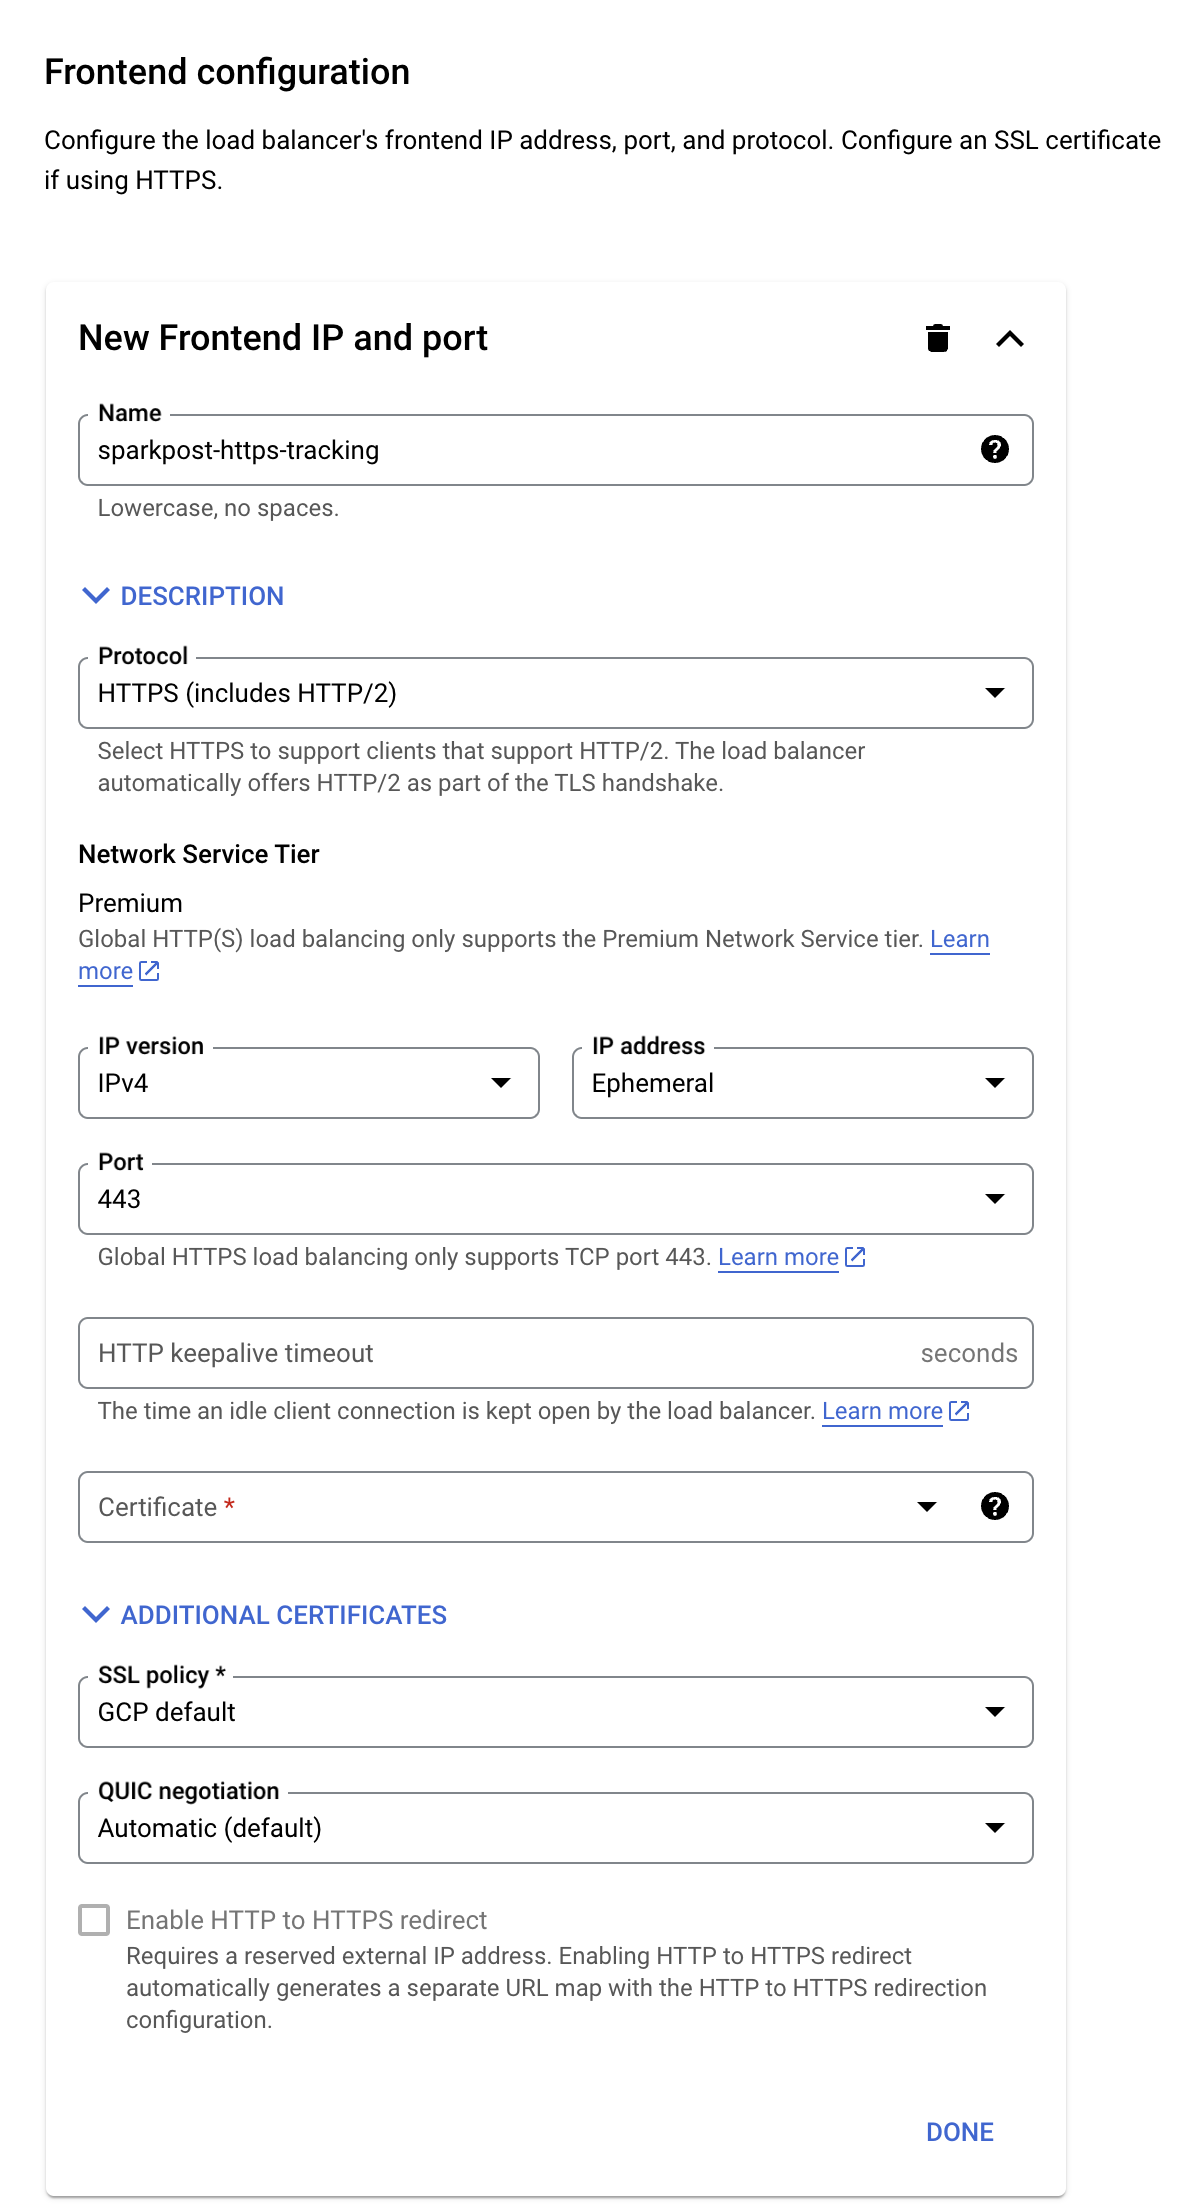 Frontend configuration
Configure the load balancer's frontend IP address, port, and protocol. Configure an SSL certificate
if using HTTPS.
New Frontend IP and port
Name
sparkpost-https-tracking
Lowercase, no spaces.
DESCRIPTION
Protocol
HTTPS (includes HTTP/2)
Select HTTPS to support clients that support HTTP/2. The load balancer
automatically offers HTTP/2 as part of the TLS handshake.
Network Service Tier
Premium
Global HTTP(S) load balancing only supports the Premium Network Service tier. Learn
more
IP version
IPv4
IP address
Ephemeral
Port
443
Global HTTPS load balancing only supports TCP port 443. Learn more
HTTP keepalive timeout seconds
The time an idle client connection is kept open by the load balancer. Learn more
Certificate *
ADDITIONAL CERTIFICATES
SSL policy *
GCP default
QUIC negotiation
Automatic (default)
Enable HTTP to HTTPS redirect
Requires a reserved external IP address. Enabling HTTP to HTTPS redirect
automatically generates a separate URL map with the HTTP to HTTPS redirection
configuration.
DONE